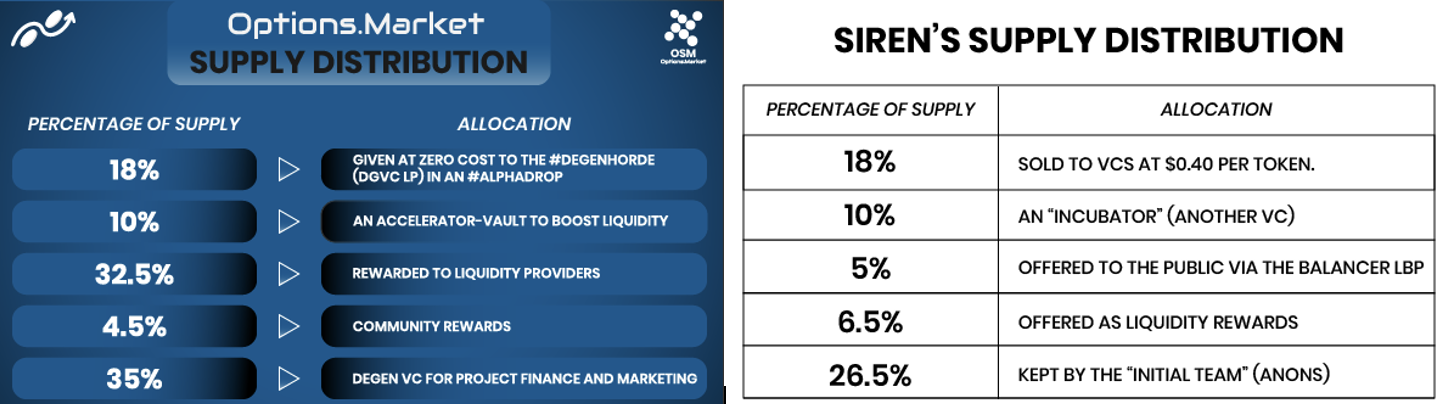 Options.Market
SUPPLY DISTRIBUTION
OSM
Options.Market
PERCENTAGE OF SUPPLY
ALLOCATION
18%
GIVEN AT ZERO COST TO THE #DEGENHORDE
(DGVC LP) IN AN #ALPHADROP
10%
AN ACCELERATOR-VAULT TO BOOST LIQUIDITY
32.5%
REWARDED TO LIQUIDITY PROVIDERS
4.5%
COMMUNITY REWARDS
35%
DEGEN VC FOR PROJECT FINANCE AND MARKETING
SIREN'S SUPPLY DISTRIBUTION
PERCENTAGE OF SUPPLY
ALLOCATION
18%
SOLD TO VCS AT $0.40 PER TOKEN.
10%
AN “INCUBATOR” (ANOTHER VC)
5%
OFFERED TO THE PUBLIC VIA THE BALANCER LBP
6.5%
OFFERED AS LIQUIDITY REWARDS
26.5%
KEPT BY THE “INITIAL TEAM” (ANONS)